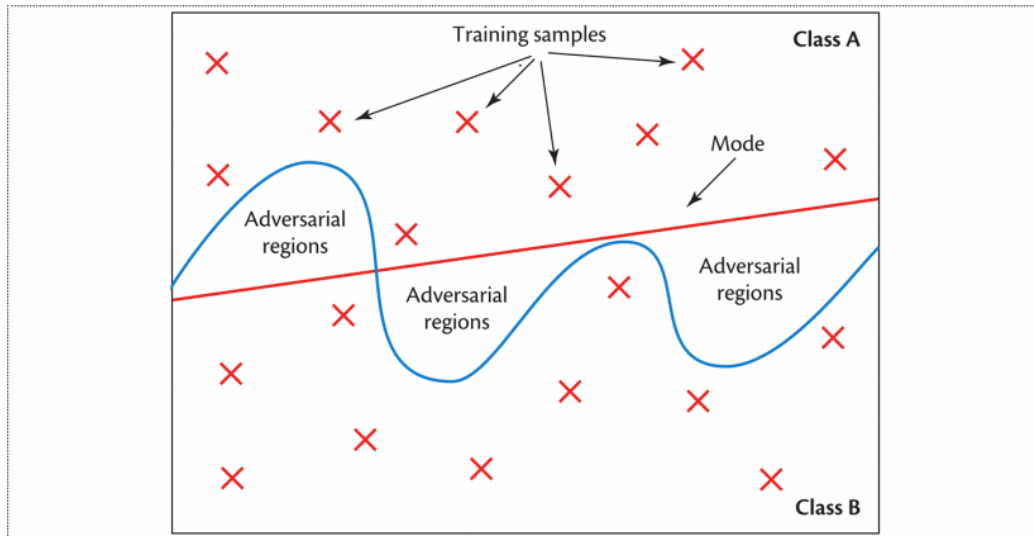 Training samples
Class A
Mode
Adversarial
regions
Adversarial
regions
Adversarial
regions
Class B